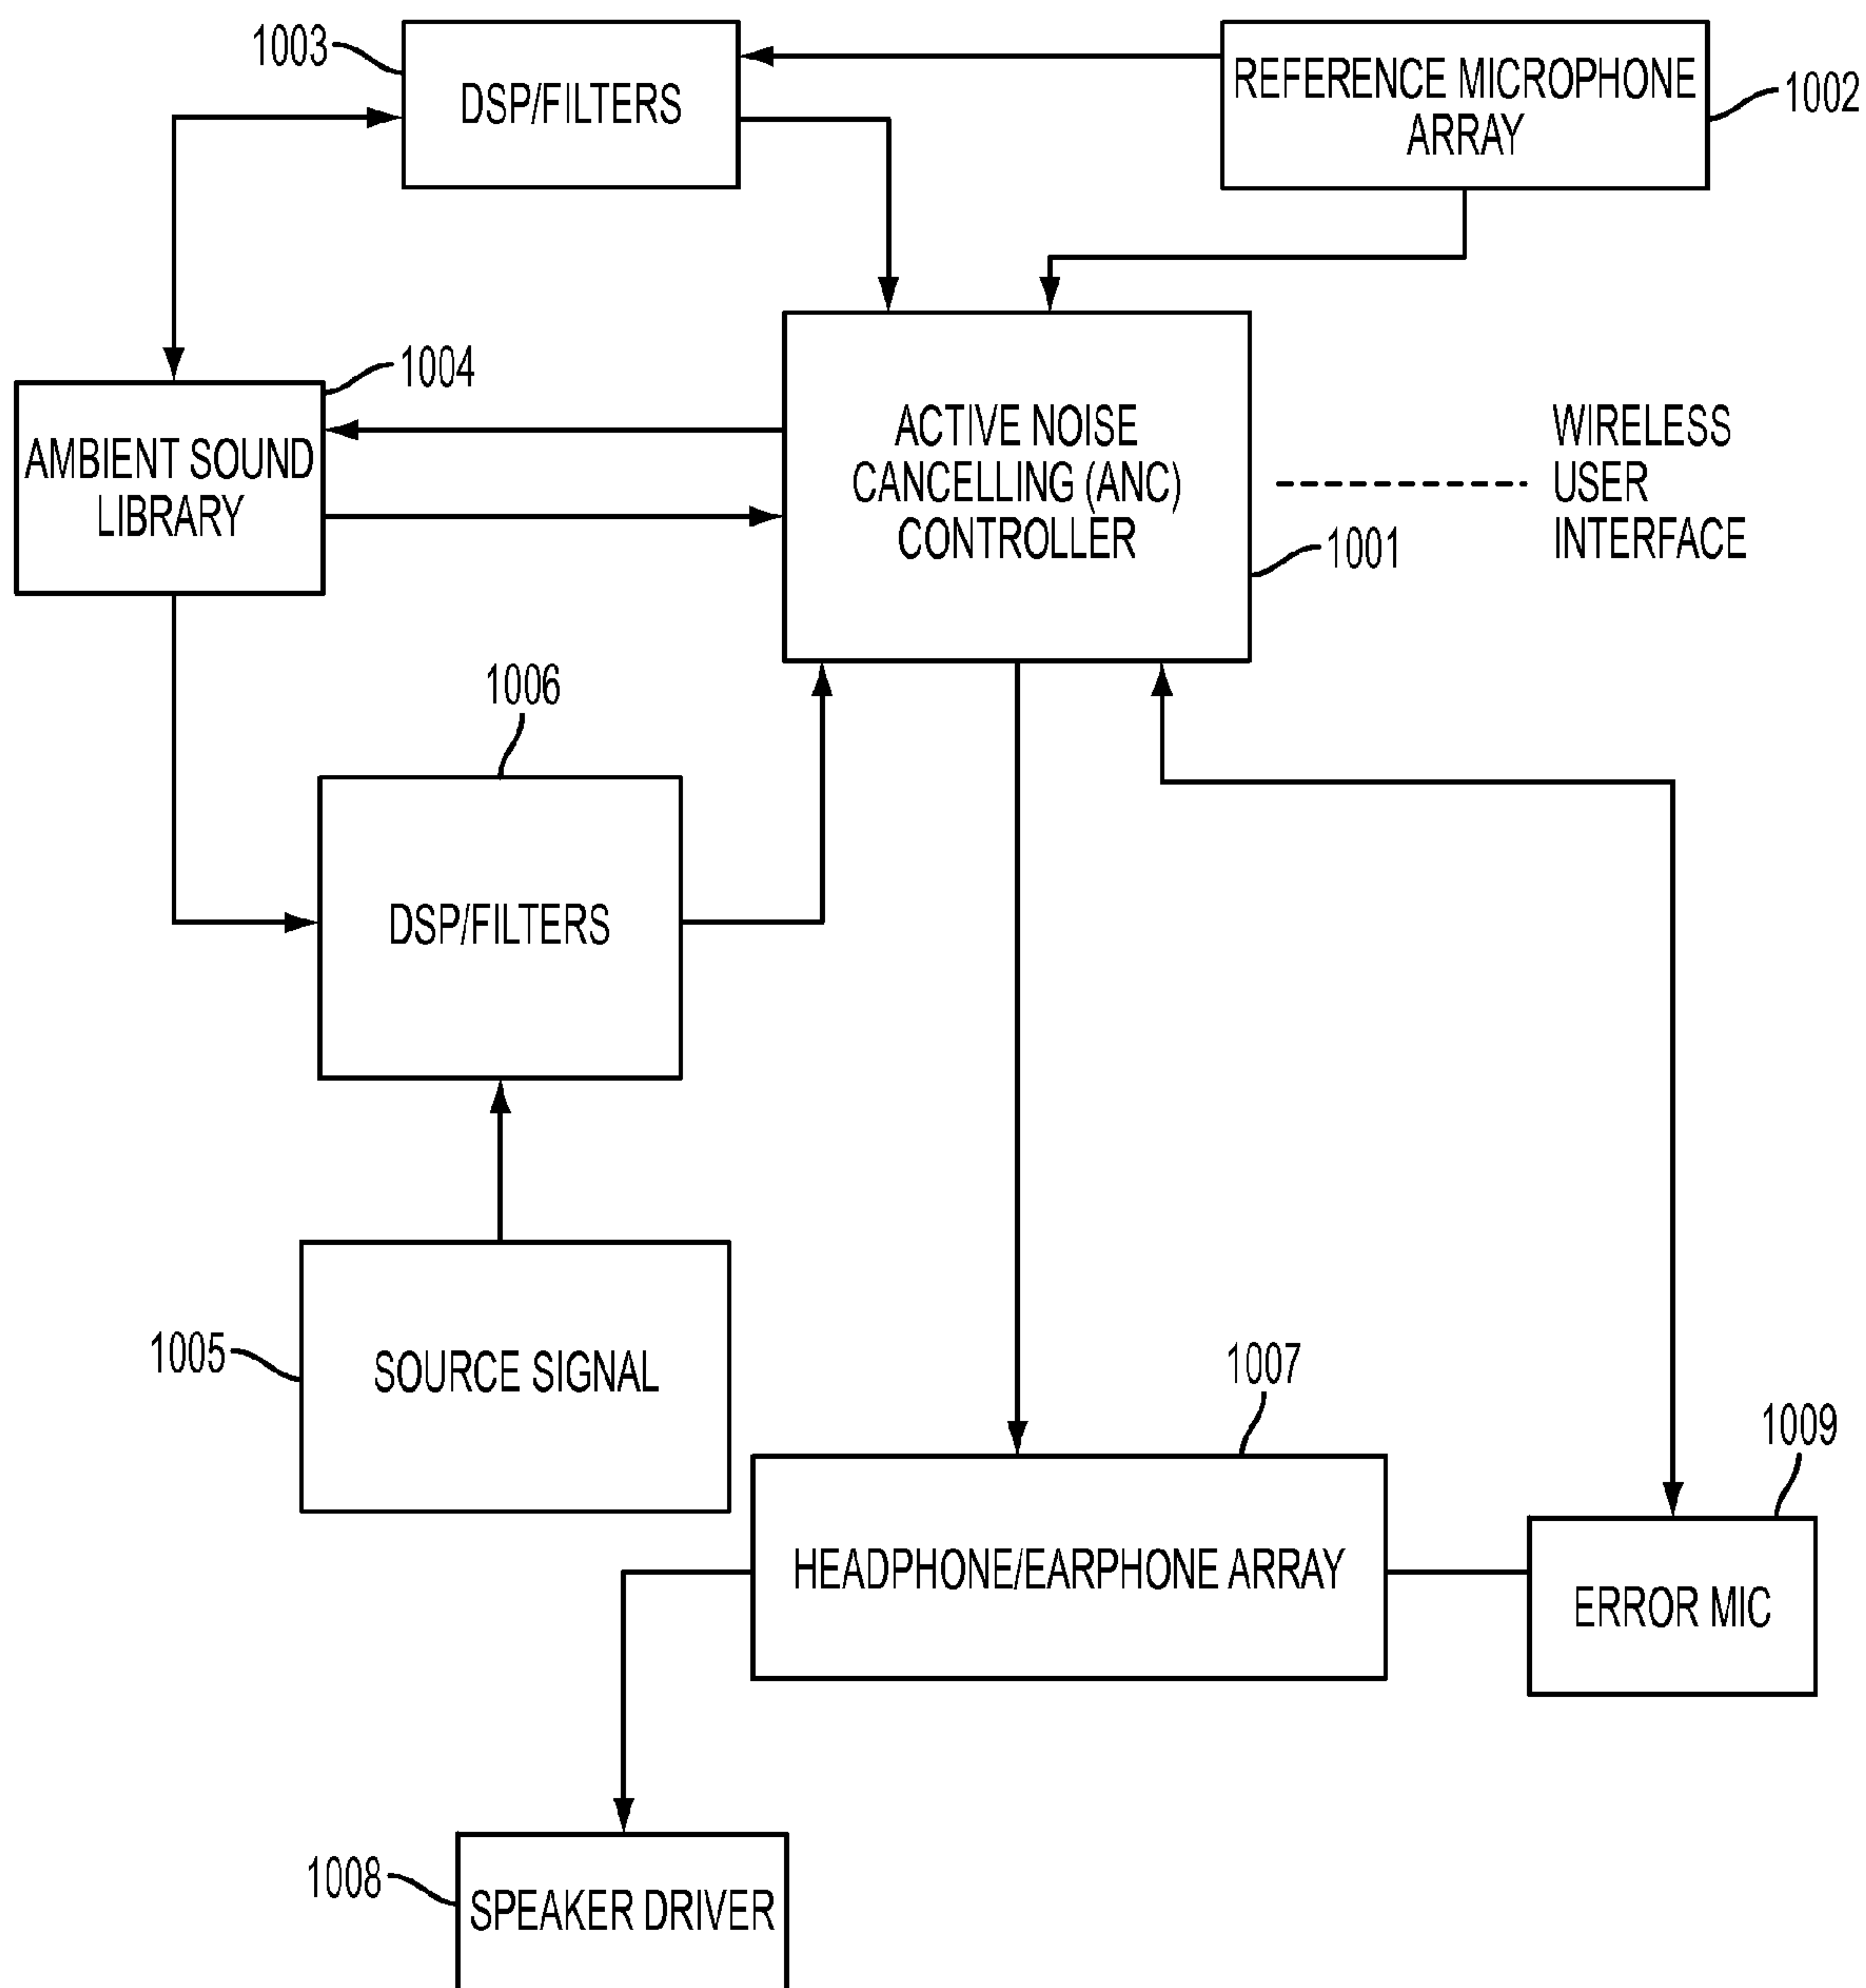 1003
DSP/FILTERS
REFERENCE MICROPHONE
ARRAY
1002
1004
AMBIENT SOUND
LIBRARY
ACTIVE NOISE
CANCELLING (ANC)
CONTROLLER
1001
WIRELESS
USER
INTERFACE
1006
DSP/FILTERS
1005
SOURCE SIGNAL
1007
HEADPHONE/EARPHONE ARRAY
1009
ERROR MIC
1008
SPEAKER DRIVER